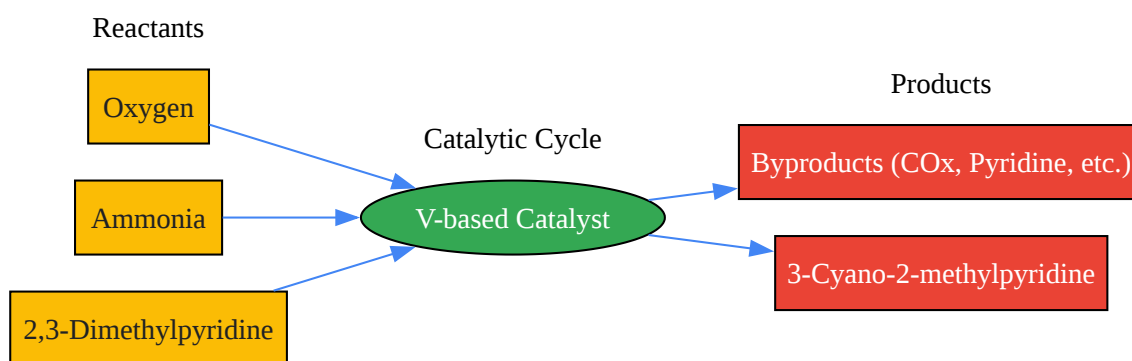 Reactants
Oxygen
Ammonia
2,3-Dimethylpyridine
Catalytic Cycle
V-based Catalyst
Products
Byproducts (COx, Pyridine, etc.)
3-Cyano-2-methylpyridine